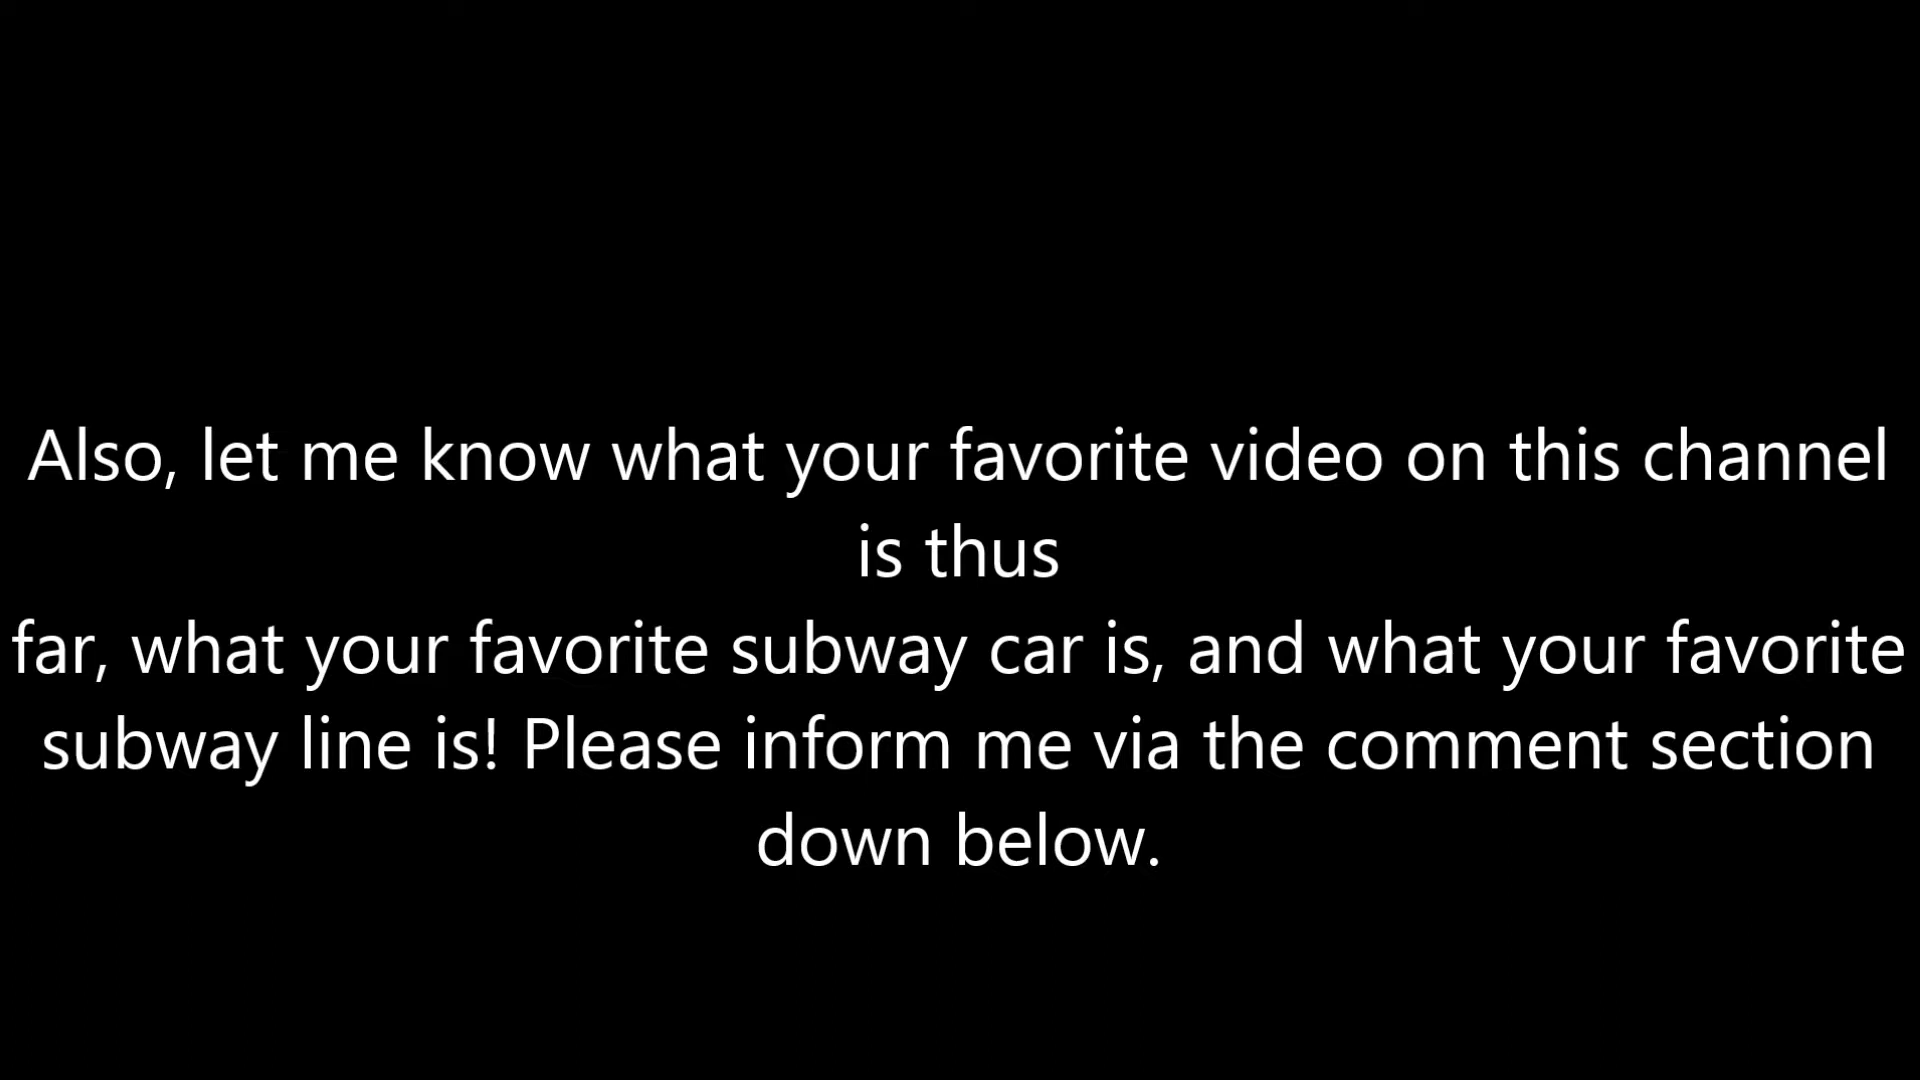 Also, let me know what your favorite video on this channel
is thus
far, what your favorite subway car is, and what your favorite
subway line is! Please inform me via the comment section
down below.